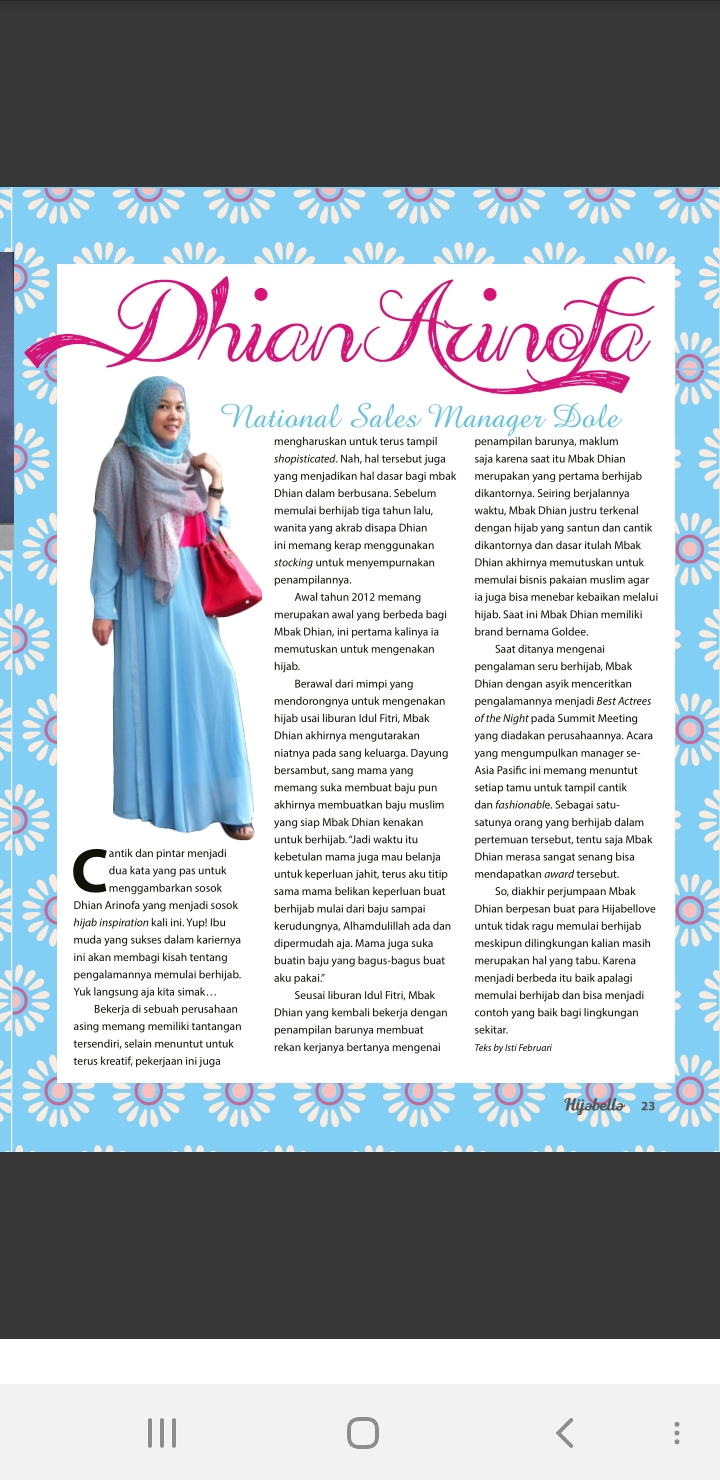 Dhian Arinofa
National Sales Manager Dole
Cantik dan pintar menjadi
dua kata yang pas untuk
menggambarkan sosok
Dhian Arinofa yang menjadi sosok
hijab inspiration kali ini. Yup! Ibu
muda yang sukses dalam kariernya
ini akan membagi kisah tentang
pengalamannya memulai berhijab.
Yuk langsung aja kita simak…
Bekerja di sebuah perusahaan
asing memang memiliki tantangan
tersendiri, selain menuntut untuk
terus kreatif, pekerjaan ini juga
mengharuskan untuk terus tampil
shopisticated. Nah, hal tersebut juga
yang menjadikan hal dasar bagi mbak
Dhian dalam berbusana. Sebelum
memulai berhijab tiga tahun lalu,
wanita yang akrab disapa Dhian
ini memang kerap menggunakan
stocking untuk menyempurnakan
penampilannya.
Awal tahun 2012 memang
merupakan awal yang berbeda bagi
Mbak Dhian, ini pertama kalinya ia
memutuskan untuk mengenakan
hijab.
Berawal dari mimpi yang
mendorongnya untuk mengenakan
hijab usai liburan Idul Fitri, Mbak
Dhian akhirnya mengutarakan
niatnya pada sang keluarga. Dayung
bersambut, sang mama yang
memang suka membuat baju pun
akhirnya membuatkan baju muslim
yang siap Mbak Dhian kenakan
untuk berhijab. “Jadi waktu itu
kebetulan mama juga mau belanja
untuk keperluan jahit, terus aku titip
sama mama belikan keperluan buat
berhijab mulai dari baju sampai
kerudungnya, Alhamdulillah ada dan
dipermudah aja. Mama juga suka
buatin baju yang bagus-bagus buat
aku pakai.”
Seusai liburan Idul Fitri, Mbak
Dhian yang kembali bekerja dengan
penampilan barunya membuat
rekan kerjanya bertanya mengenai
penampilan barunya, maklum
saja karena saat itu Mbak Dhian
merupakan yang pertama berhijab
dikantornya. Seiring berjalannya
waktu, Mbak Dhian justru terkenal
dengan hijab yang santun dan cantik
dikantornya dan dasar itulah Mbak
Dhian akhirnya memutuskan untuk
memulai bisnis pakaian muslim agar
ia juga bisa menebar kebaikan melalui
hijab. Saat ini Mbak Dhian memiliki
brand bernama Goldee.
Saat ditanya mengenai
pengalaman seru berhijab, Mbak
Dhian dengan asyik menceritkan
pengalamannya menjadi Best Actrees
of the Night pada Summit Meeting
yang diadakan perusahaannya. Acara
yang mengumpulkan manager se-
Asia Pasific ini memang menuntut
setiap tamu untuk tampil cantik
dan fashionable. Sebagai satu-
satunya orang yang berhijab dalam
pertemuan tersebut, tentu saja Mbak
Dhian merasa sangat senang bisa
mendapatkan award tersebut.
So, diakhir perjumpaan Mbak
Dhian berpesan buat para Hijabellove
untuk tidak ragu memulai berhijab
meskipun dilingkungan kalian masih
merupakan hal yang tabu. Karena
menjadi berbeda itu baik apalagi
memulai berhijab dan bisa menjadi
contoh yang baik bagi lingkungan
sekitar.
Teks by Isti Februari
Hijabella 23